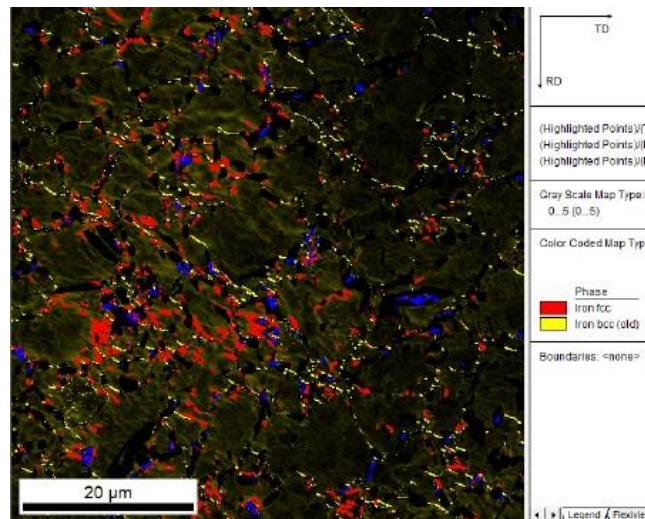 TD
RD
(Highlighted Points)/(
(Highlighted Points)/(
(Highlighted Points)/(
Gray Scale Map Type:
0...5 (0...5)
Color Coded Map Typ
Phase
Iron fcc
Iron bcc (old)
Boundaries: <none>
20 µm
Legend
Flexivie